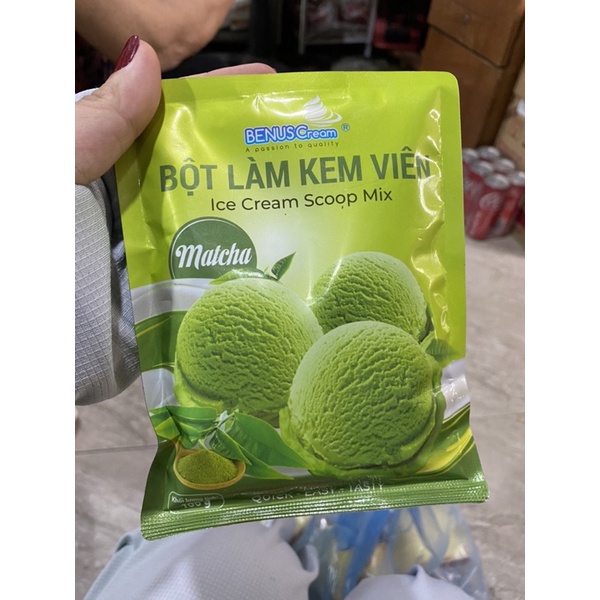 BENUSCream ®
A passion to quality
BỘT LÀM KEM VIÊN
Ice Cream Scoop Mix
Matcha
QUICK - EASY - TASTY